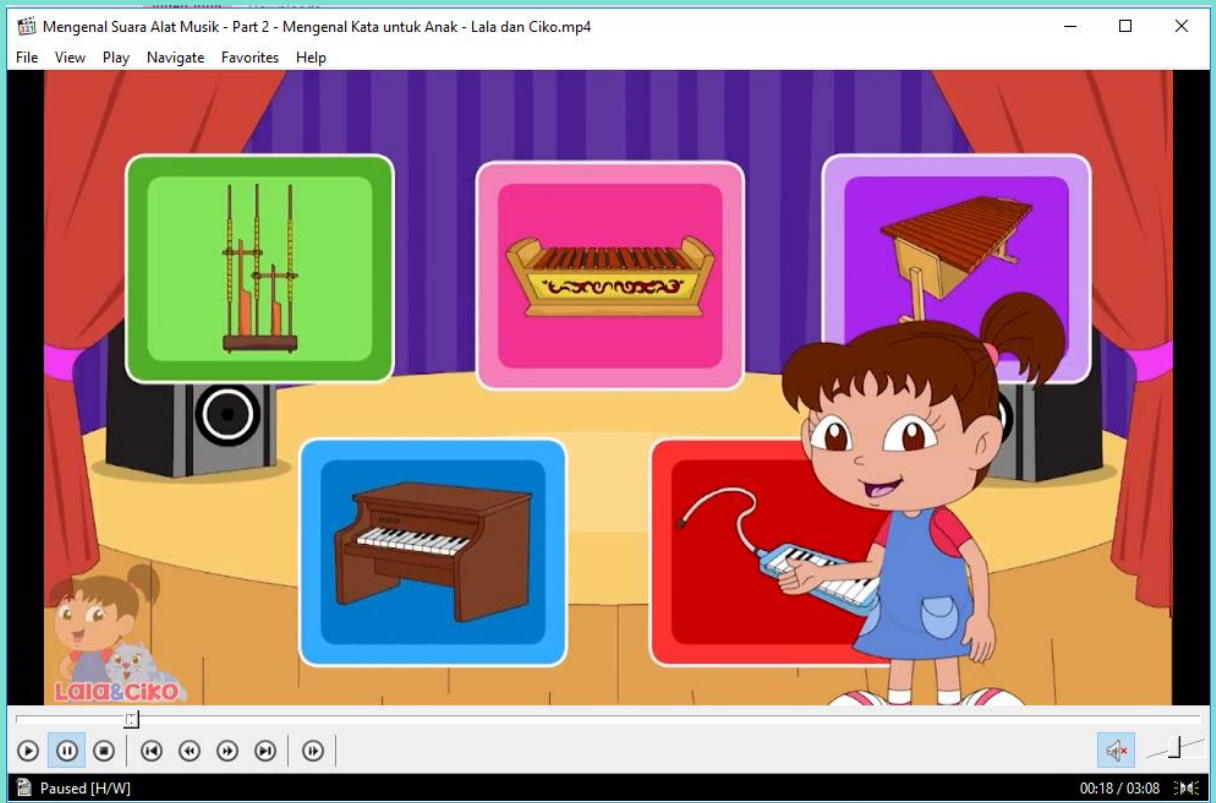 Mengenal Suara Alat Musik - Part 2 - Mengenal Kata untuk Anak - Lala dan Ciko.mp4
File View Play Navigate Favorites Help
Lala&Ciko
Paused [H/W]
00:18 / 03:08